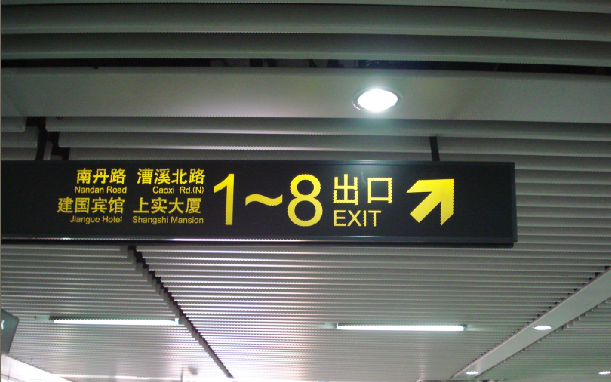 南丹路 漕溪北路
Nandan Road Caoxi Rd.(N)
建国宾馆 上实大厦
Jianguo Hotel Shangshi Mansion
1~8 出口
EXIT